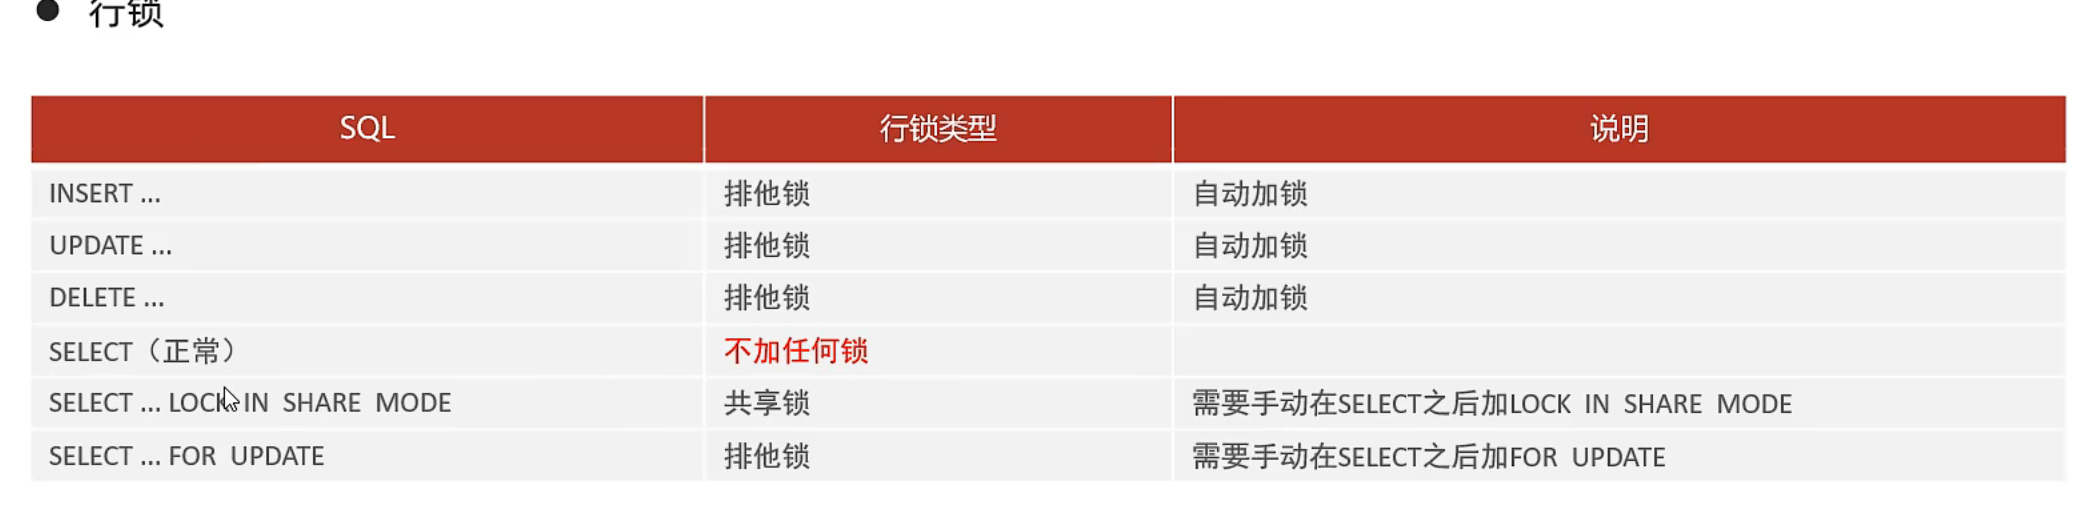 ● 行锁
SQL 行锁类型 说明
INSERT ... 排他锁 自动加锁
UPDATE ... 排他锁 自动加锁
DELETE ... 排他锁 自动加锁
SELECT（正常） 不加任何锁
SELECT ... LOCK IN SHARE MODE 共享锁 需要手动在SELECT之后加LOCK IN SHARE MODE
SELECT ... FOR UPDATE 排他锁 需要手动在SELECT之后加FOR UPDATE